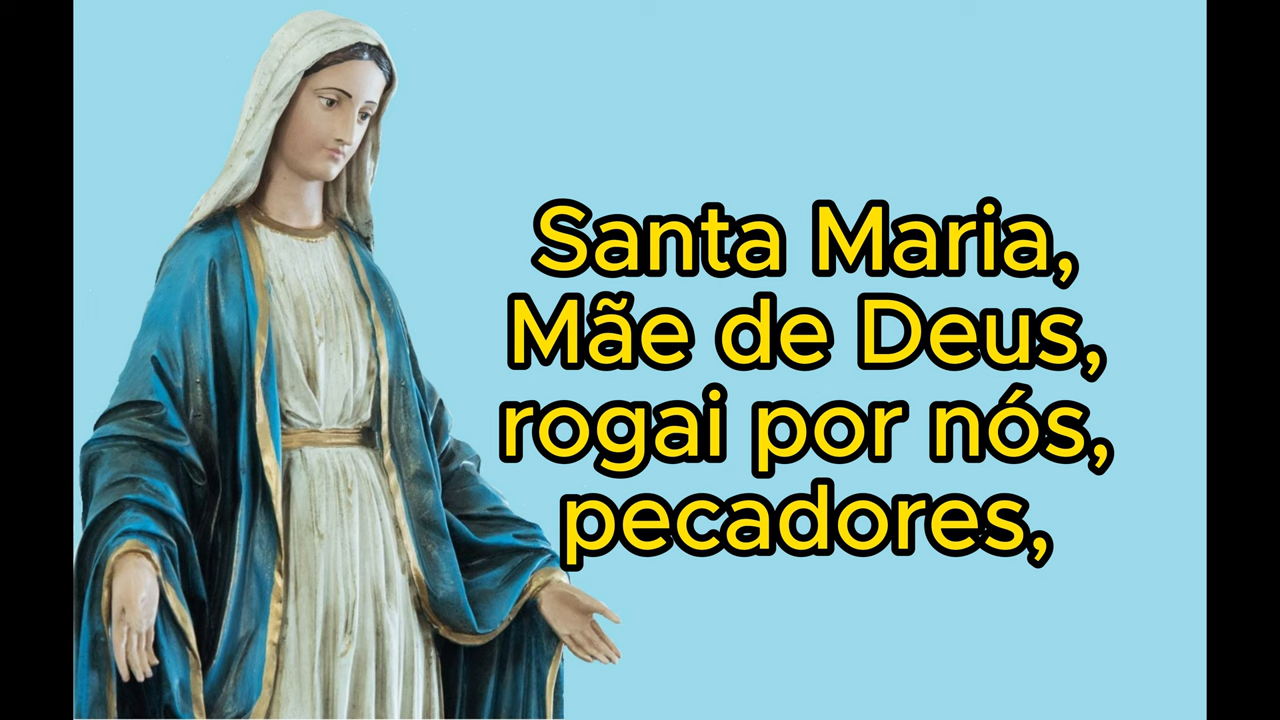 Santa Maria,
Mãe de Deus,
rogai por nós,
pecadores,